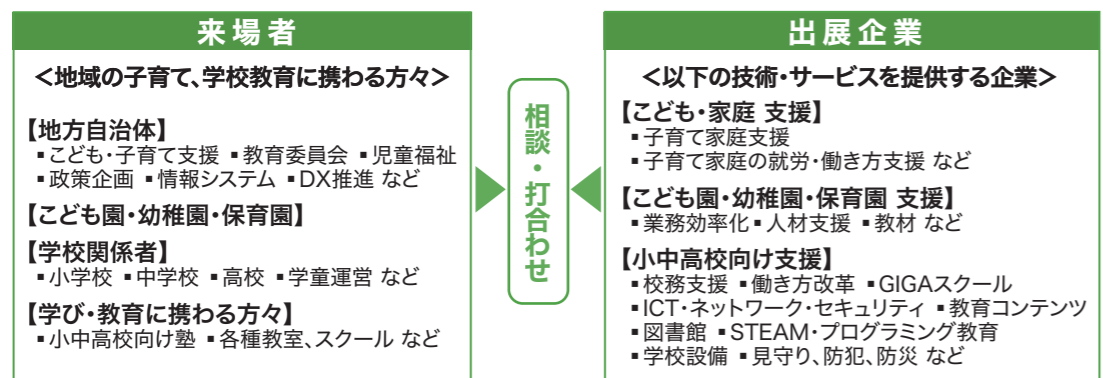 来場者
<地域の子育て、学校教育に携わる方々>
【地方自治体】
▪こども・子育て支援 ▪教育委員会 ▪児童福祉
▪政策企画 ▪情報システム ▪DX推進 など
【こども園・幼稚園・保育園】
【学校関係者】
▪小学校 ▪中学校 ▪高校 ▪学童運営 など
【学び・教育に携わる方々】
▪小中高校向け塾 ▪各種教室、スクール など
相談・打合わせ
出展企業
<以下の技術・サービスを提供する企業>
【こども・家庭 支援】
▪子育て家庭支援
▪子育て家庭の就労・働き方支援 など
【こども園・幼稚園・保育園 支援】
▪業務効率化 ▪人材支援 ▪教材 など
【小中高校向け支援】
▪校務支援 ▪働き方改革 ▪GIGAスクール
▪ICT・ネットワーク・セキュリティ ▪教育コンテンツ
▪図書館 ▪STEAM・プログラミング教育
▪学校設備 ▪見守り、防犯、防災 など